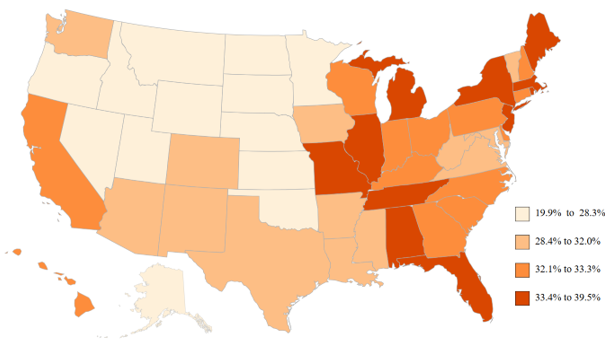 19.9% to 28.3%
28.4% to 32.0%
32.1% to 33.3%
33.4% to 39.5%